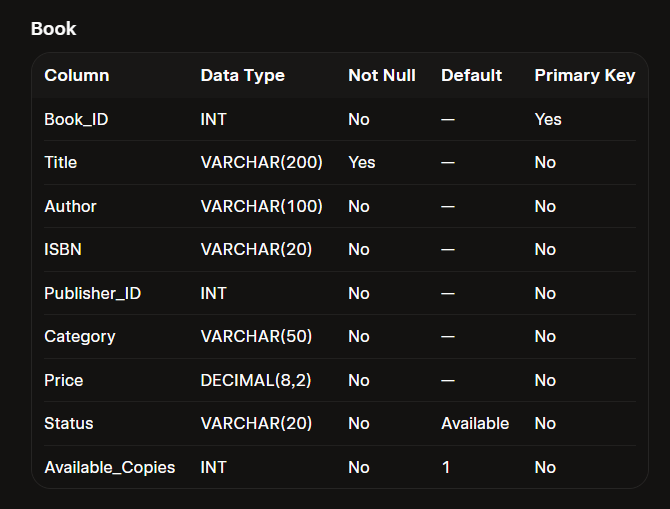 Book
Column Data Type Not Null Default Primary Key
Book_ID INT No — Yes
Title VARCHAR(200) Yes — No
Author VARCHAR(100) No — No
ISBN VARCHAR(20) No — No
Publisher_ID INT No — No
Category VARCHAR(50) No — No
Price DECIMAL(8,2) No — No
Status VARCHAR(20) No Available No
Available_Copies INT No 1 No